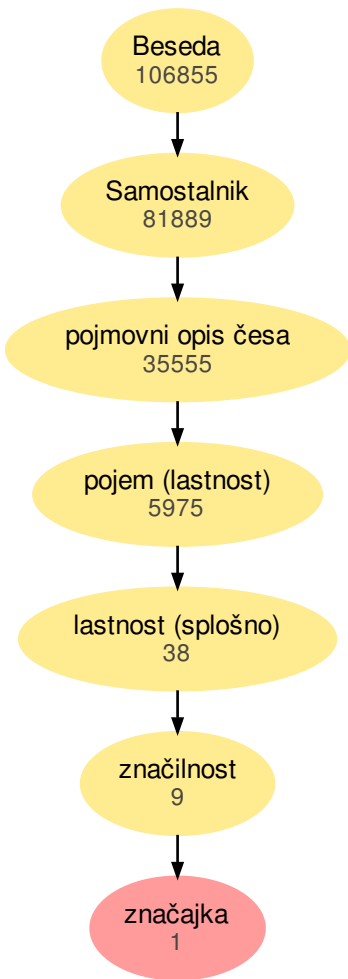 Beseda
106855
Samostalnik
81889
pojmovni opis česa
35555
pojem (lastnost)
5975
lastnost (splošno)
38
značilnost
9
značajka
1